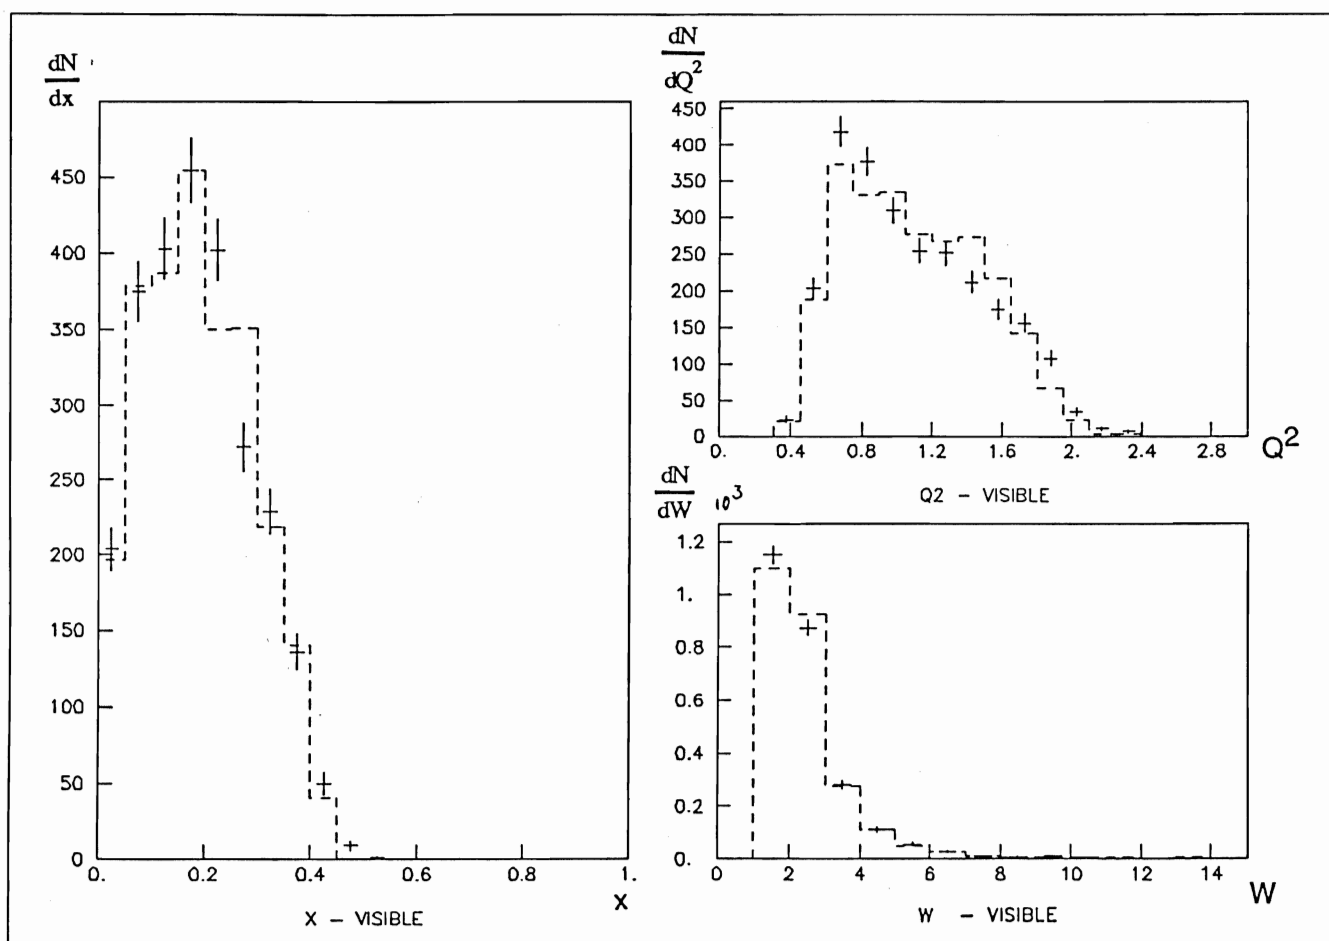 dN
dx
450
400
350
300
250
200
150
100
50
0
0. 0.2 0.4 0.6 0.8 1.
X
X – VISIBLE
dN
dQ²
450
400
350
300
250
200
150
100
50
0
0. 0.4 0.8 1.2 1.6 2. 2.4 2.8
Q²
Q2 – VISIBLE
dN
dW
10³
1.2
1.
0.8
0.6
0.4
0.2
0.
0 2 4 6 8 10 12 14
W
W – VISIBLE